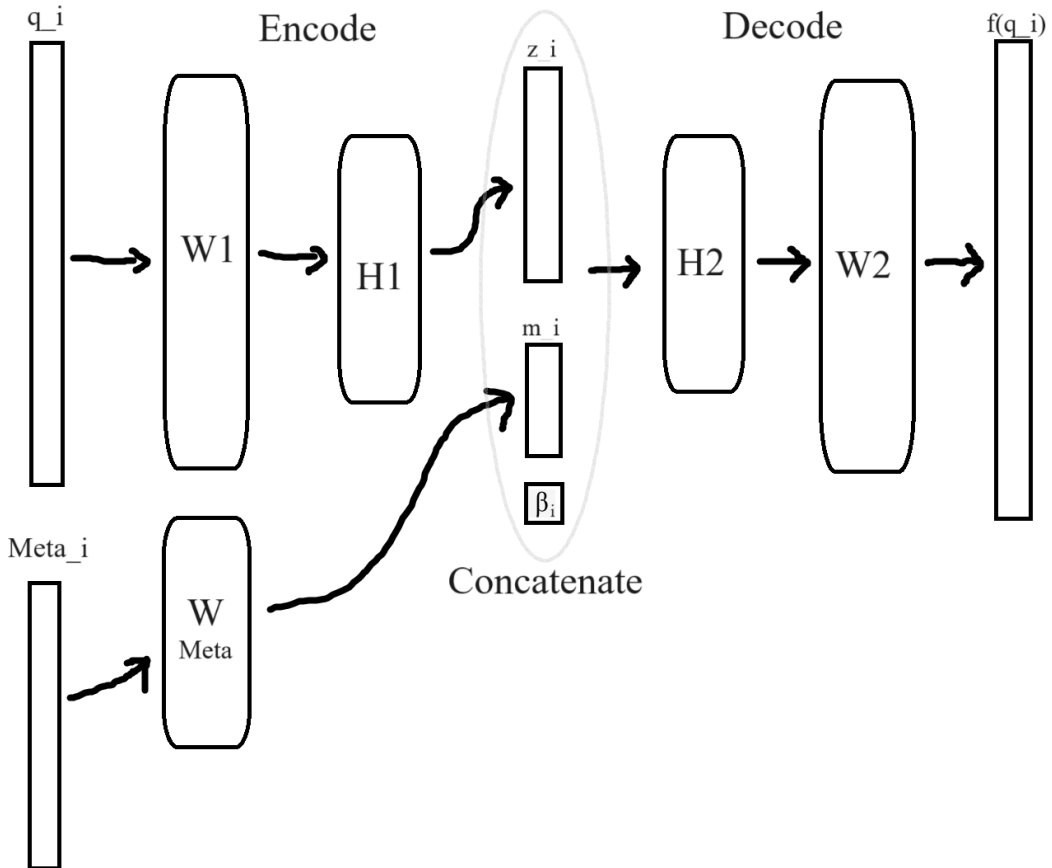 q_i
Encode
z_i
Decode
f(q_i)
W1
H1
H2
W2
m_i
β_i
Meta_i
Concatenate
W
Meta